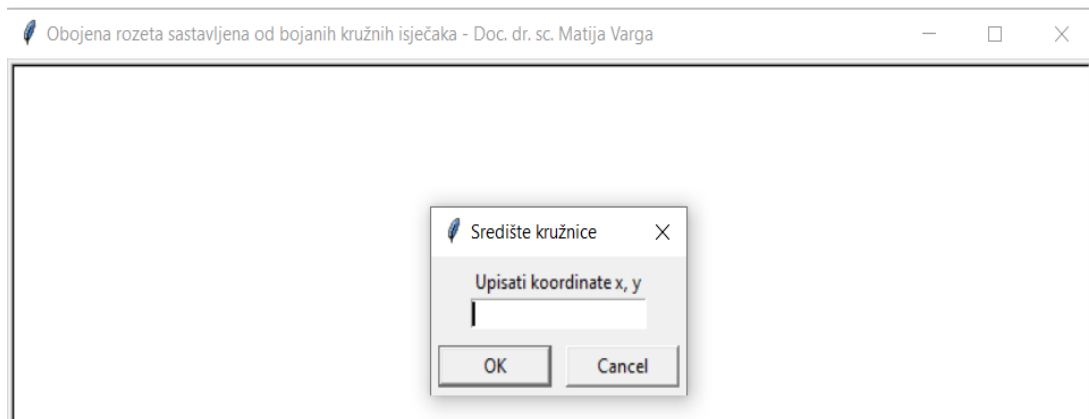 Obojena rozeta sastavljena od bojanih kružnih isječaka - Doc. dr. sc. Matija Varga
Središte kružnice
Upisati koordinate x, y
OK Cancel